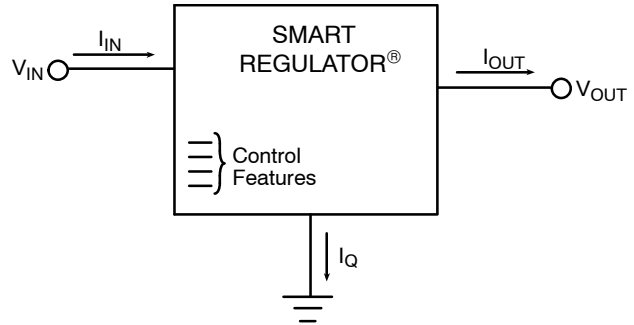 SMART
REGULATOR®
I_IN
V_IN
I_OUT
V_OUT
Control
Features
I_Q